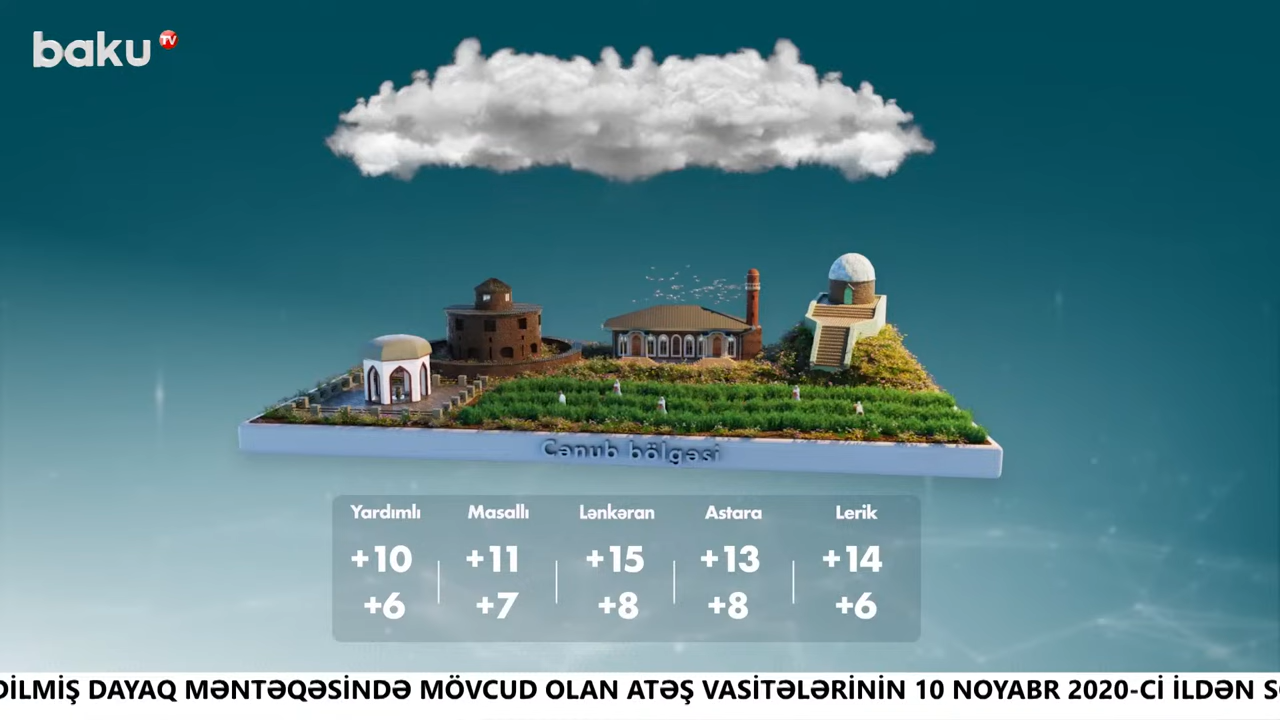 baku TV
Cənub bölgəsi
Yardımlı Masallı Lənkəran Astara Lerik
+10 +11 +15 +13 +14
+6 +7 +8 +8 +6
DİLMİŞ DAYAQ MƏNTƏQƏSİNDƏ MÖVCUD OLAN ATƏŞ VASİTƏLƏRİNİN 10 NOYABR 2020-Cİ İLDƏN